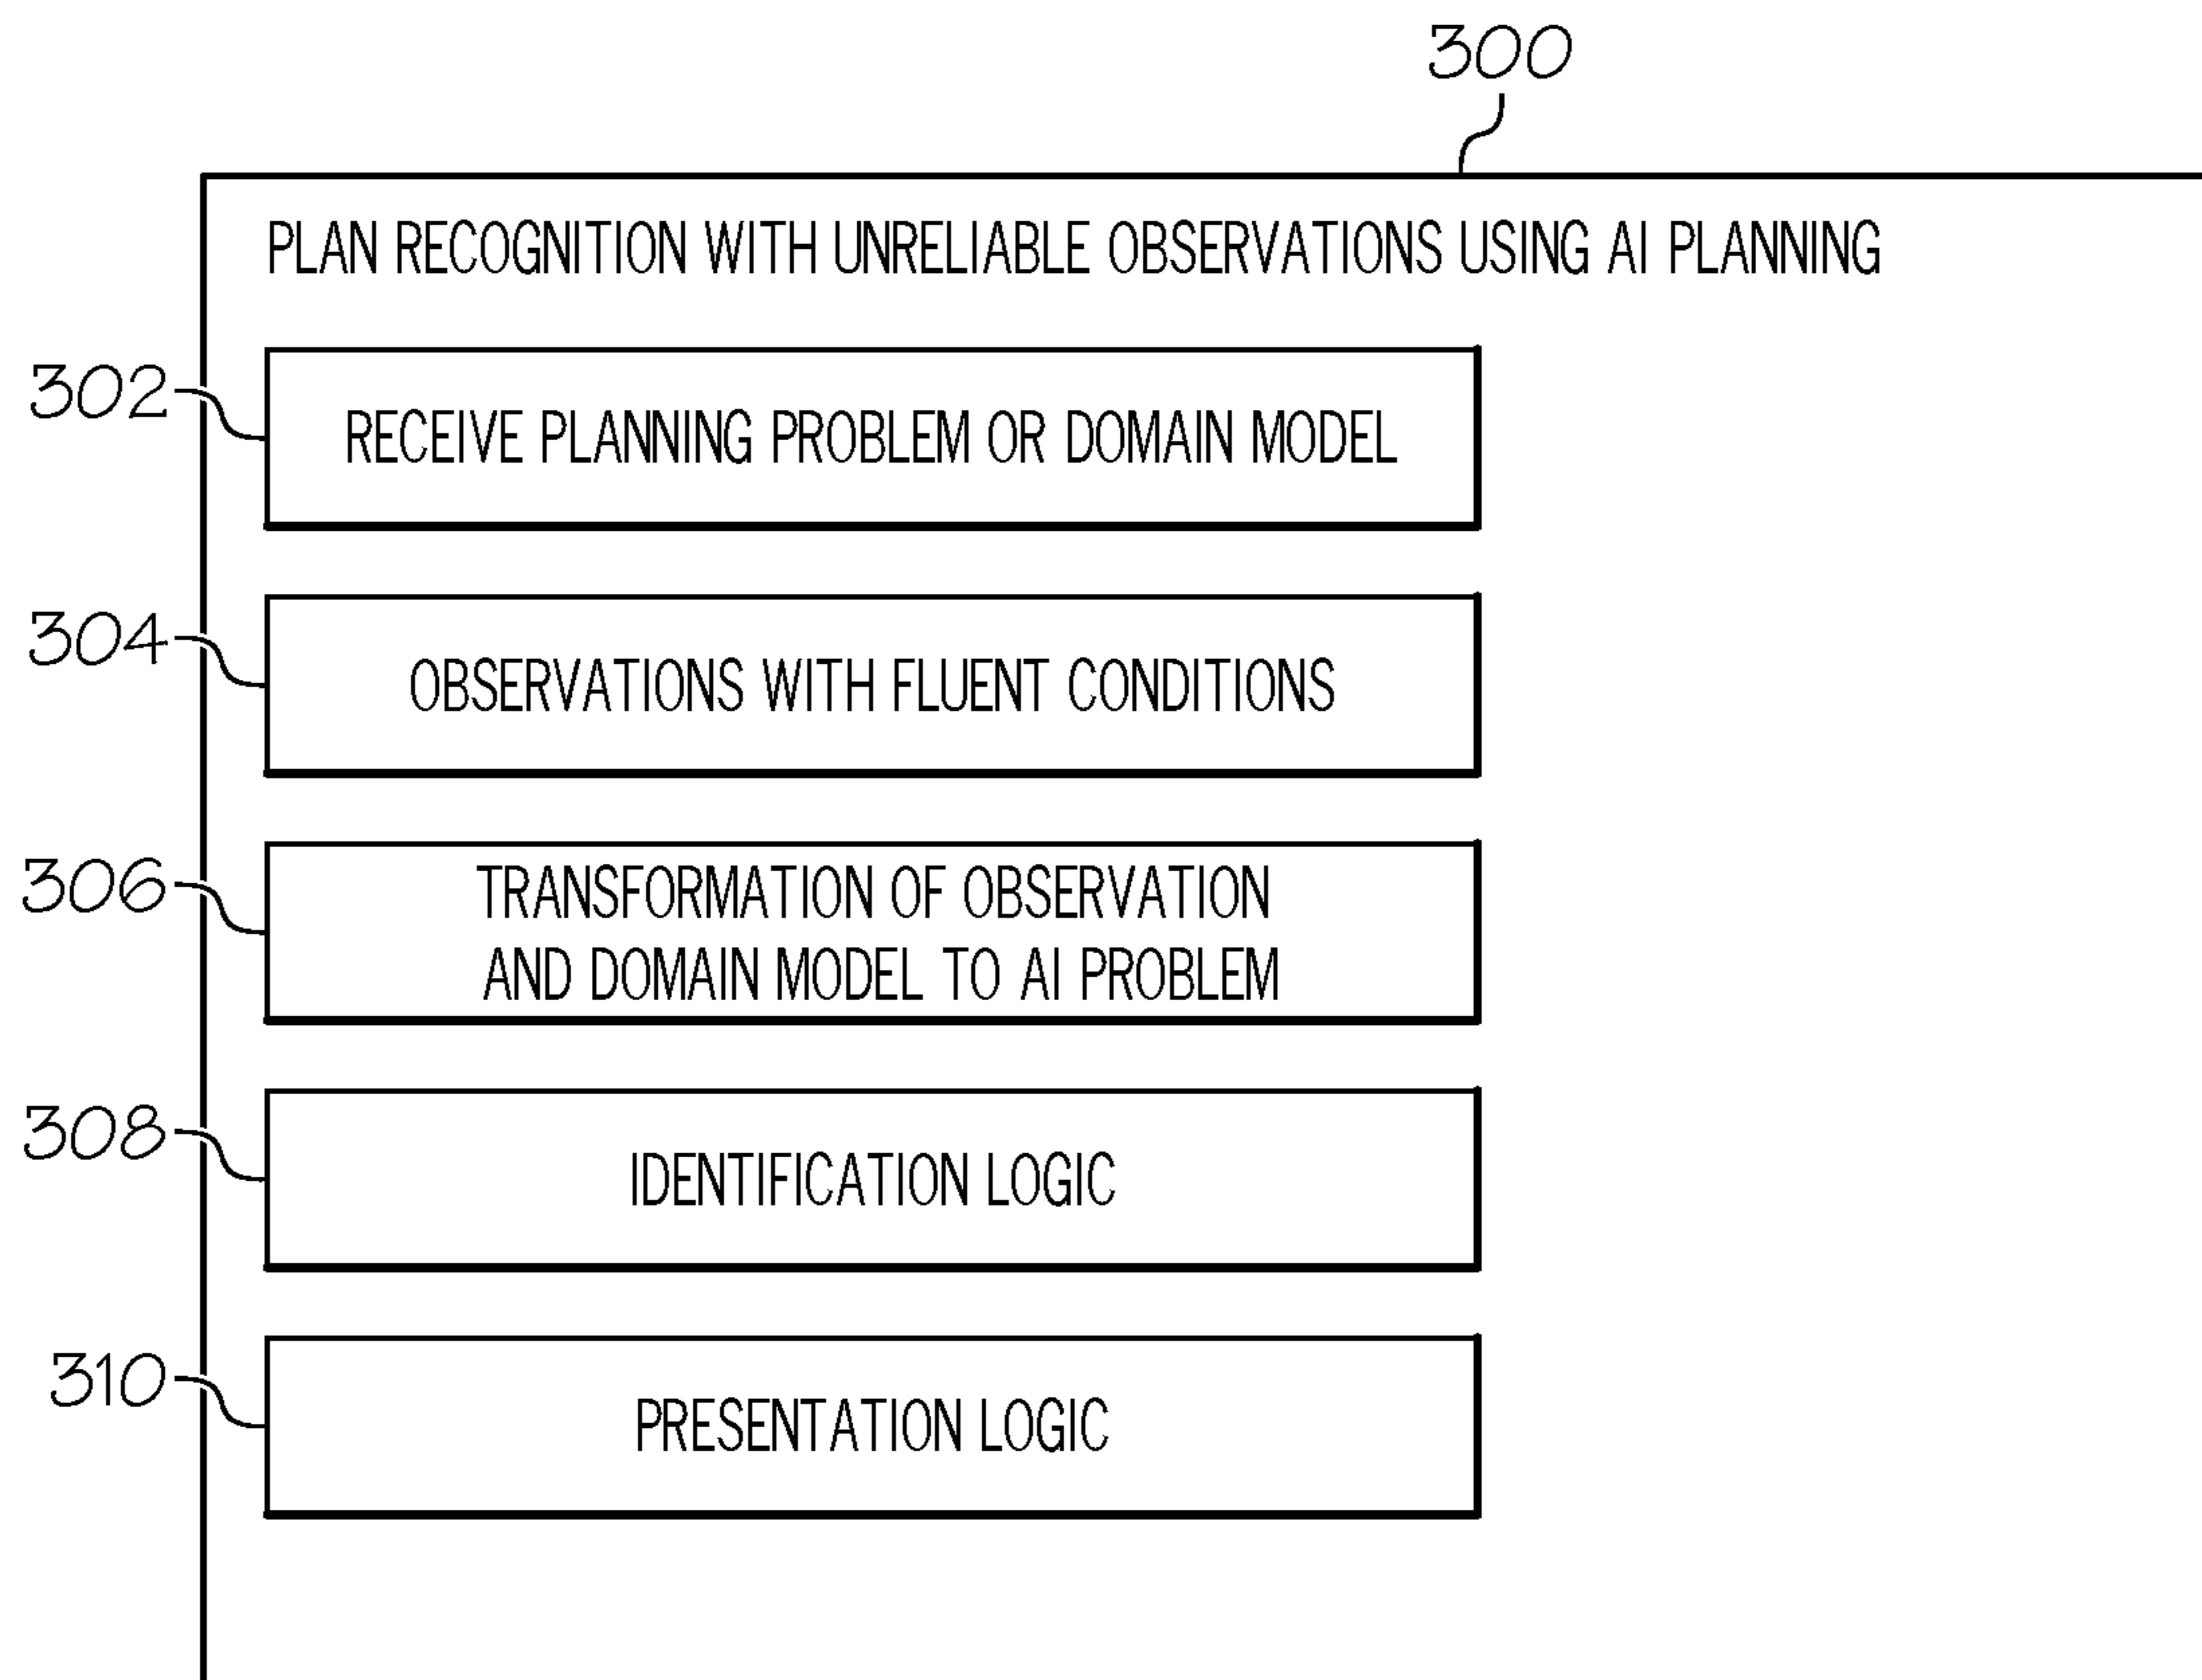 300
PLAN RECOGNITION WITH UNRELIABLE OBSERVATIONS USING AI PLANNING
302
RECEIVE PLANNING PROBLEM OR DOMAIN MODEL
304
OBSERVATIONS WITH FLUENT CONDITIONS
306
TRANSFORMATION OF OBSERVATION
AND DOMAIN MODEL TO AI PROBLEM
308
IDENTIFICATION LOGIC
310
PRESENTATION LOGIC